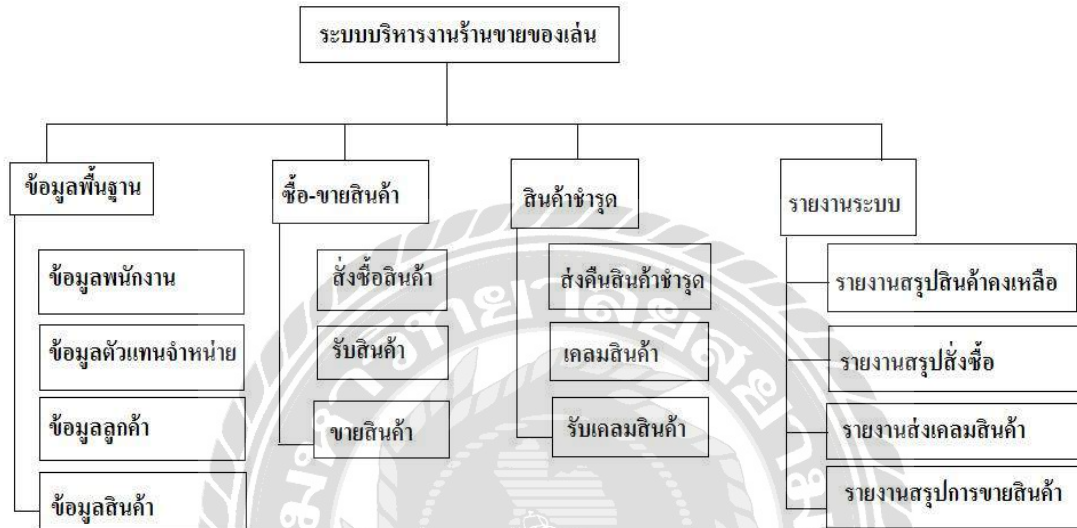 ระบบบริหารงานร้านขายของเล่น
ข้อมูลพื้นฐาน
ข้อมูลพนักงาน
ข้อมูลตัวแทนจำหน่าย
ข้อมูลลูกค้า
ข้อมูลสินค้า
ซื้อ-ขายสินค้า
สั่งซื้อสินค้า
รับสินค้า
ขายสินค้า
สินค้าชำรุด
ส่งคืนสินค้าชำรุด
เคลมสินค้า
รับเคลมสินค้า
รายงานระบบ
รายงานสรุปสินค้าคงเหลือ
รายงานสรุปสั่งซื้อ
รายงานส่งเคลมสินค้า
รายงานสรุปการขายสินค้า